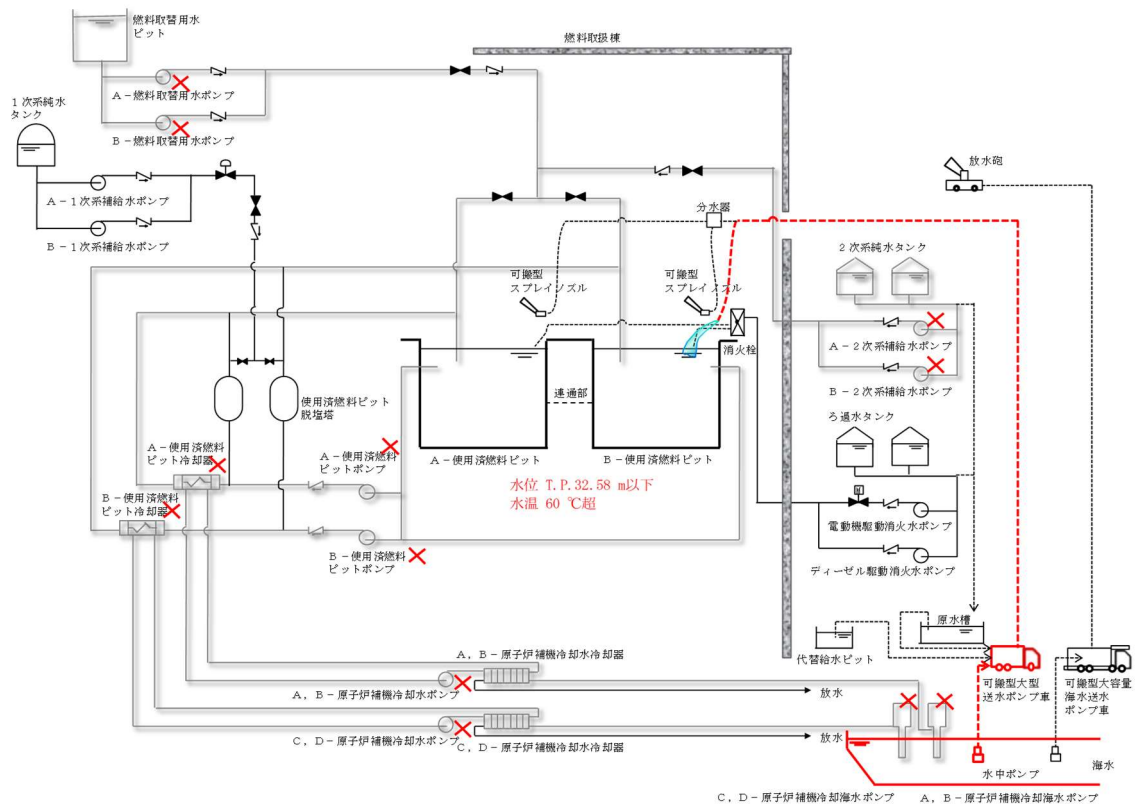 燃料取替用水
ピット
燃料取扱棟
A－燃料取替用水ポンプ
1次系純水
タンク
B－燃料取替用水ポンプ
放水砲
A－1次系補給水ポンプ
分水器
B－1次系補給水ポンプ
2次系純水タンク
可搬型
スプレイノズル
可搬型
スプレイノズル
消火栓
A－2次系補給水ポンプ
連通部
B－2次系補給水ポンプ
使用済燃料ピット
脱塩塔
ろ過水タンク
A－使用済燃料
ピット冷却器
A－使用済燃料
ピットポンプ
A－使用済燃料ピット
B－使用済燃料ピット
水位 T.P.32.58 m以下
水温 60 ℃超
B－使用済燃料
ピット冷却器
M
電動機駆動消火水ポンプ
B－使用済燃料
ピットポンプ
ディーゼル駆動消火水ポンプ
原水槽
A，B－原子炉補機冷却水冷却器
代替給水ピット
可搬型大型
送水ポンプ車
可搬型大容量
海水送水
ポンプ車
A，B－原子炉補機冷却水ポンプ
放水
C，D－原子炉補機冷却水ポンプ
C，D－原子炉補機冷却水冷却器
放水
海水
水中ポンプ
C，D－原子炉補機冷却海水ポンプ
A，B－原子炉補機冷却海水ポンプ